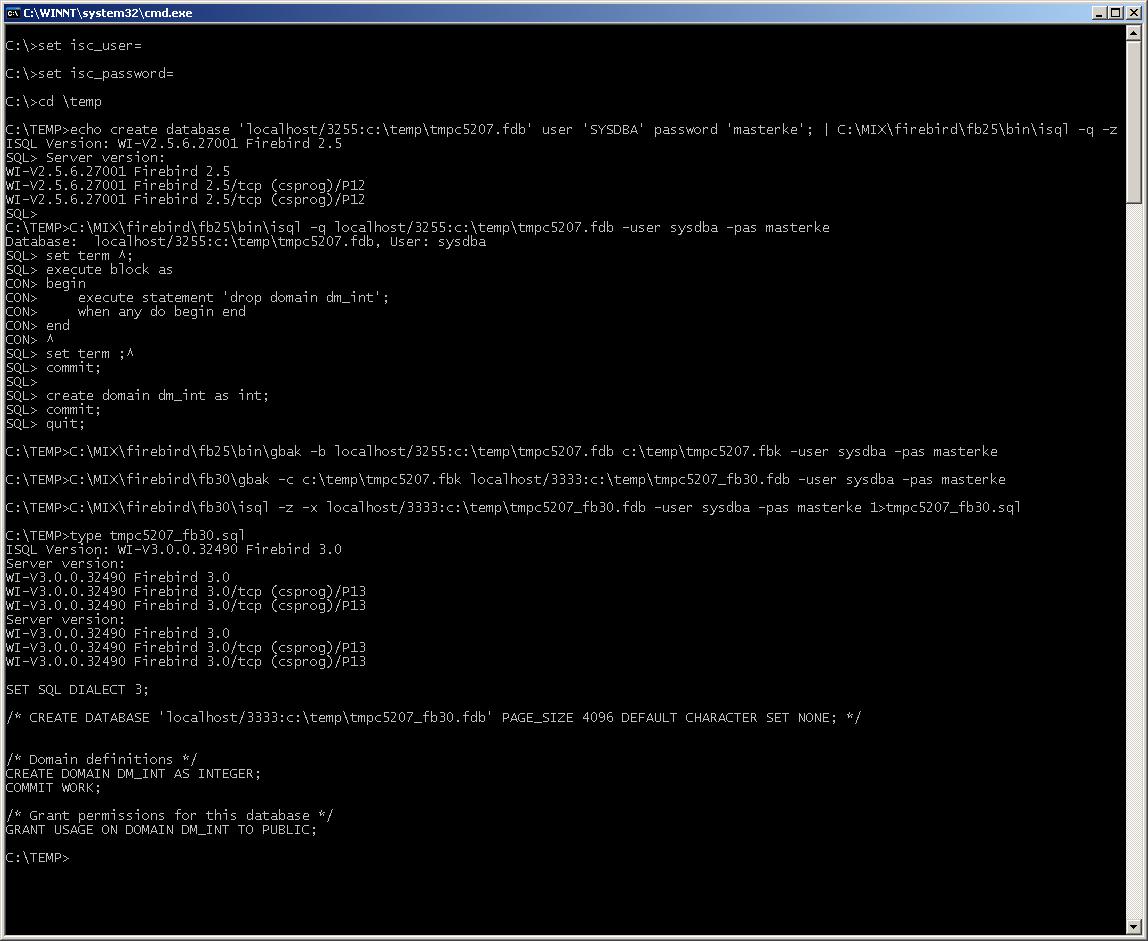 C:\WINNT\system32\cmd.exe
C:\>set isc_user=
C:\>set isc_password=
C:\>cd \temp
C:\TEMP>echo create database 'localhost/3255:c:\temp\tmpc5207.fdb' user 'SYSDBA' password 'masterke'; | C:\MIX\firebird\fb25\bin\isql -q -z
ISQL Version: WI-V2.5.6.27001 Firebird 2.5
SQL> Server version:
WI-V2.5.6.27001 Firebird 2.5
WI-V2.5.6.27001 Firebird 2.5/tcp (csprog)/P12
WI-V2.5.6.27001 Firebird 2.5/tcp (csprog)/P12
SQL>
C:\TEMP>C:\MIX\firebird\fb25\bin\isql -q localhost/3255:c:\temp\tmpc5207.fdb -user sysdba -pas masterke
Database:  localhost/3255:c:\temp\tmpc5207.fdb, User: sysdba
SQL> set term ^;
SQL> execute block as
CON> begin
CON>     execute statement 'drop domain dm_int';
CON>     when any do begin end
CON> end
CON> ^
SQL> set term ;^
SQL> commit;
SQL>
SQL> create domain dm_int as int;
SQL> commit;
SQL> quit;
C:\TEMP>C:\MIX\firebird\fb25\bin\gbak -b localhost/3255:c:\temp\tmpc5207.fdb c:\temp\tmpc5207.fbk -user sysdba -pas masterke
C:\TEMP>C:\MIX\firebird\fb30\gbak -c c:\temp\tmpc5207.fbk localhost/3333:c:\temp\tmpc5207_fb30.fdb -user sysdba -pas masterke
C:\TEMP>C:\MIX\firebird\fb30\isql -z -x localhost/3333:c:\temp\tmpc5207_fb30.fdb -user sysdba -pas masterke 1>tmpc5207_fb30.sql
C:\TEMP>type tmpc5207_fb30.sql
ISQL Version: WI-V3.0.0.32490 Firebird 3.0
Server version:
WI-V3.0.0.32490 Firebird 3.0
WI-V3.0.0.32490 Firebird 3.0/tcp (csprog)/P13
WI-V3.0.0.32490 Firebird 3.0/tcp (csprog)/P13
Server version:
WI-V3.0.0.32490 Firebird 3.0
WI-V3.0.0.32490 Firebird 3.0/tcp (csprog)/P13
WI-V3.0.0.32490 Firebird 3.0/tcp (csprog)/P13
SET SQL DIALECT 3;
/* CREATE DATABASE 'localhost/3333:c:\temp\tmpc5207_fb30.fdb' PAGE_SIZE 4096 DEFAULT CHARACTER SET NONE; */
/* Domain definitions */
CREATE DOMAIN DM_INT AS INTEGER;
COMMIT WORK;
/* Grant permissions for this database */
GRANT USAGE ON DOMAIN DM_INT TO PUBLIC;
C:\TEMP>